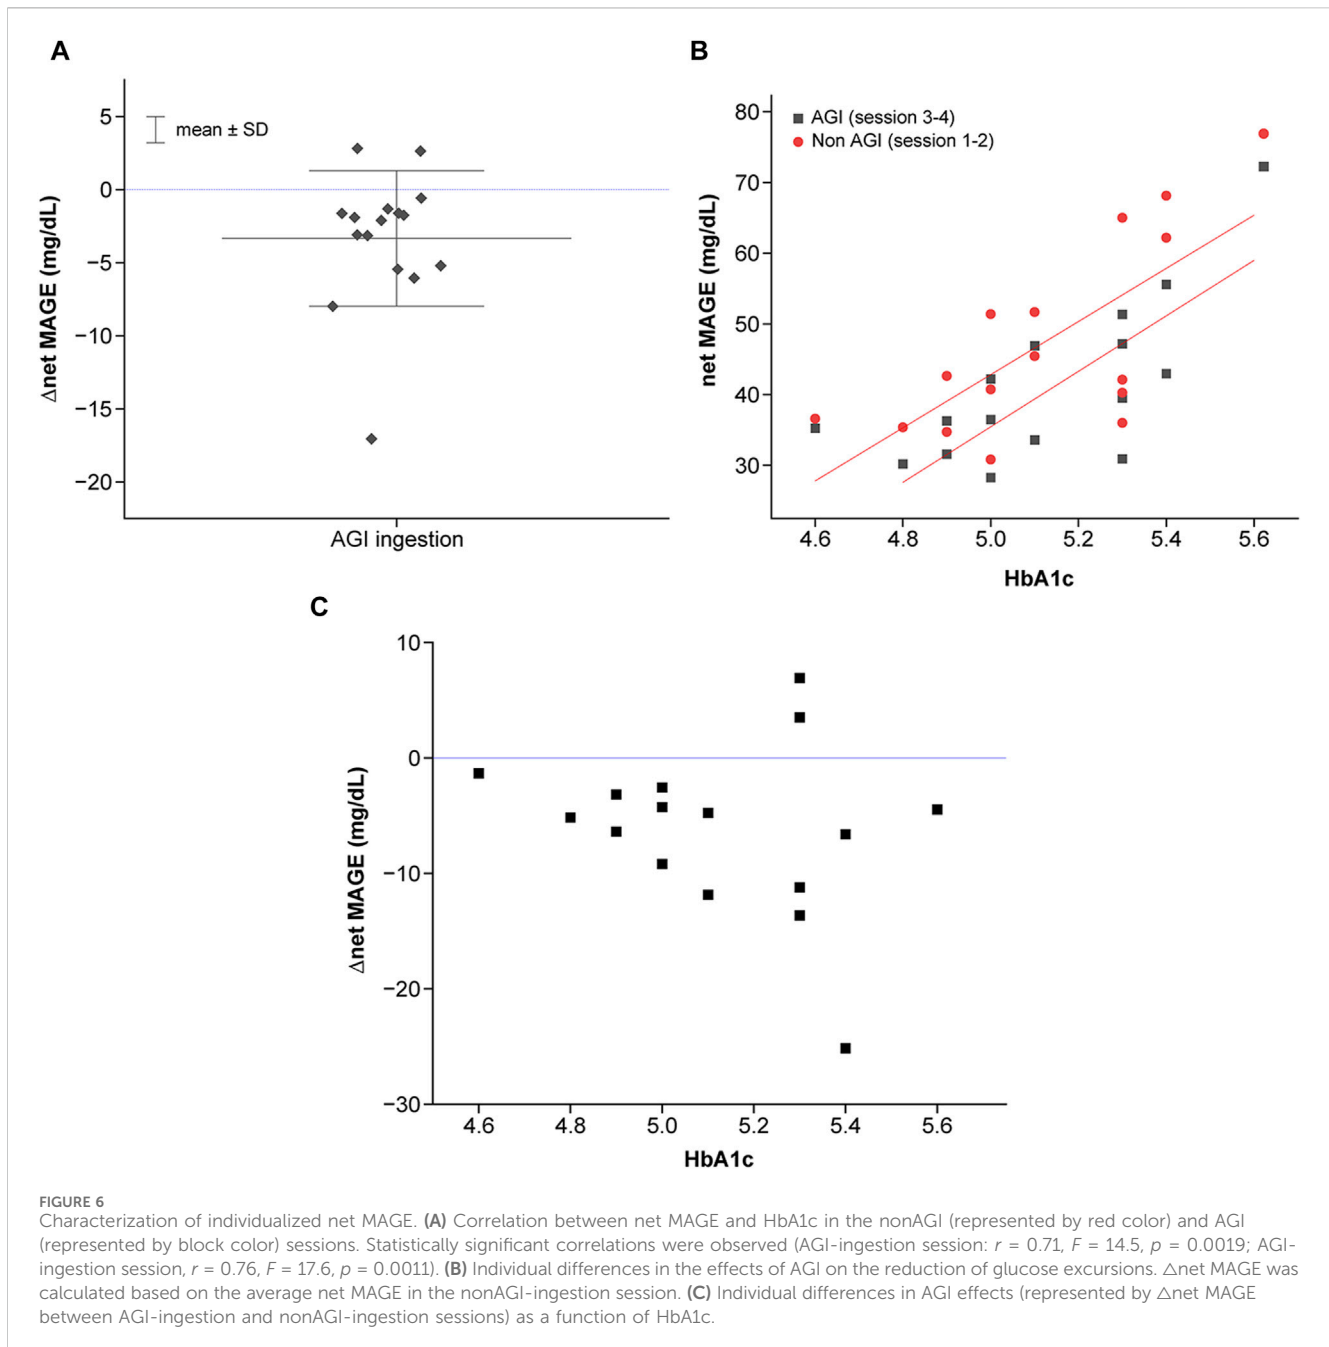 A
5
0
−5
−10
−15
−20
Δnet MAGE (mg/dL)
mean ± SD
AGI ingestion
B
80
70
60
50
40
30
net MAGE (mg/dL)
AGI (session 3-4)
Non AGI (session 1-2)
4.6 4.8 5.0 5.2 5.4 5.6
HbA1c
C
10
0
−10
−20
−30
Δnet MAGE (mg/dL)
4.6 4.8 5.0 5.2 5.4 5.6
HbA1c
FIGURE 6
Characterization of individualized net MAGE. (A) Correlation between net MAGE and HbA1c in the nonAGI (represented by red color) and AGI
(represented by block color) sessions. Statistically significant correlations were observed (AGI-ingestion session: r = 0.71, F = 14.5, p = 0.0019; AGI-
ingestion session, r = 0.76, F = 17.6, p = 0.0011). (B) Individual differences in the effects of AGI on the reduction of glucose excursions. △net MAGE was
calculated based on the average net MAGE in the nonAGI-ingestion session. (C) Individual differences in AGI effects (represented by △net MAGE
between AGI-ingestion and nonAGI-ingestion sessions) as a function of HbA1c.